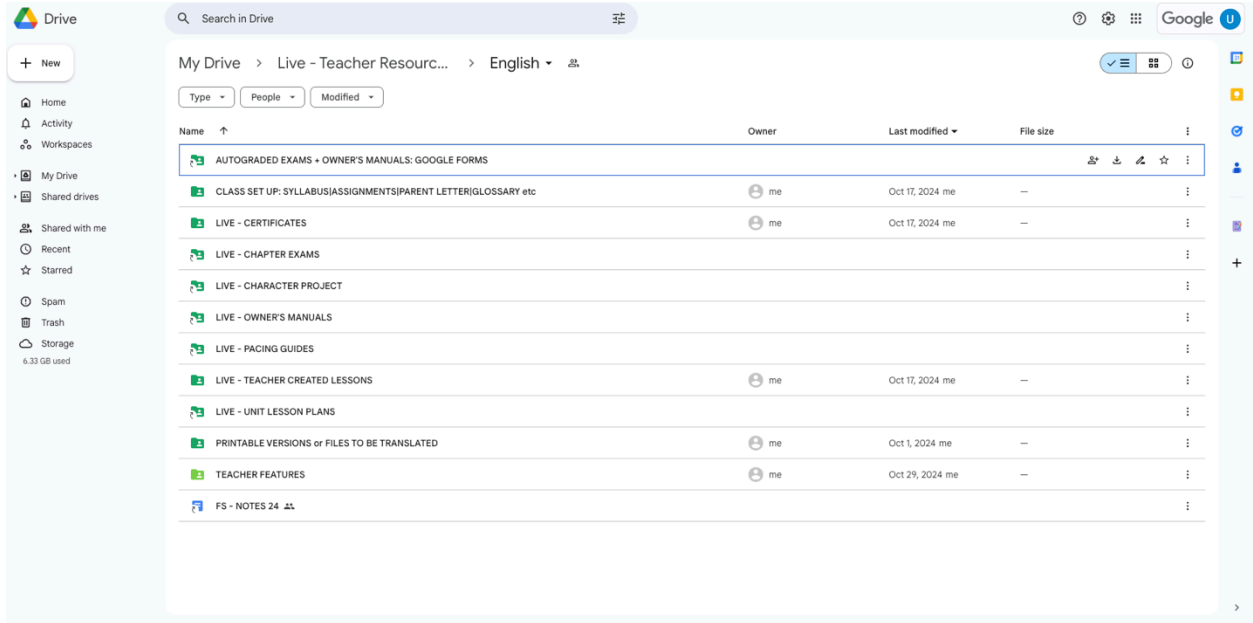 Drive
Search in Drive
Google U
New
My Drive > Live - Teacher Resourc... > English
Type People Modified
Home
Activity
Workspaces
My Drive
Shared drives
Shared with me
Recent
Starred
Spam
Trash
Storage
6.33 GB used
Name Owner Last modified File size
AUTOGRADED EXAMS + OWNER'S MANUALS: GOOGLE FORMS
CLASS SET UP: SYLLABUS|ASSIGNMENTS|PARENT LETTER|GLOSSARY etc me Oct 17, 2024 me —
LIVE - CERTIFICATES me Oct 17, 2024 me —
LIVE - CHAPTER EXAMS
LIVE - CHARACTER PROJECT
LIVE - OWNER'S MANUALS
LIVE - PACING GUIDES
LIVE - TEACHER CREATED LESSONS me Oct 17, 2024 me —
LIVE - UNIT LESSON PLANS
PRINTABLE VERSIONS or FILES TO BE TRANSLATED me Oct 1, 2024 me —
TEACHER FEATURES me Oct 29, 2024 me —
FS - NOTES 24